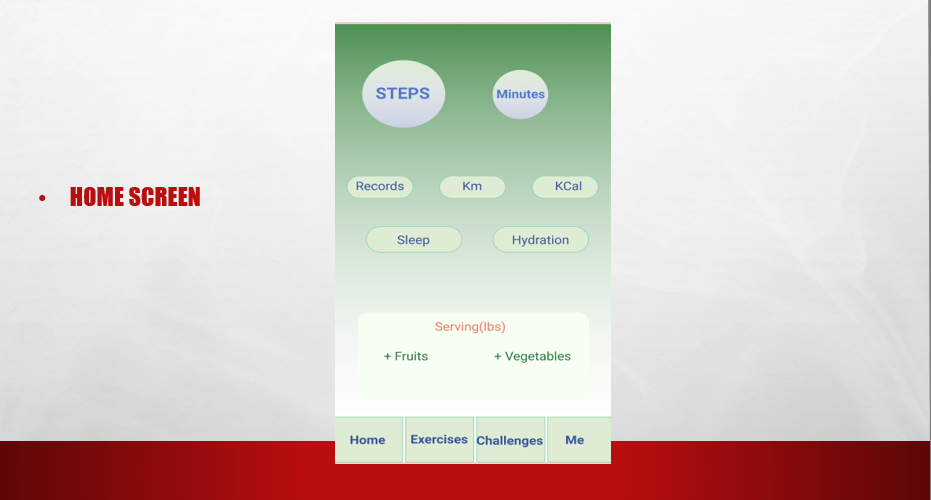 • HOME SCREEN
STEPS
Minutes
Records Km KCal
Sleep Hydration
Serving(lbs)
+ Fruits + Vegetables
Home Exercises Challenges Me